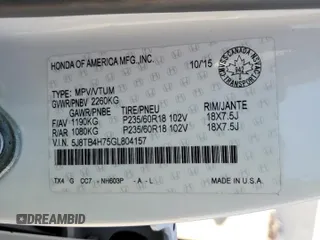 HONDA OF AMERICA MFG., INC. 10/15
TYPE: MPV/VTUM
GVWR/PNBV 2260KG
GAWR/PNBE TIRE/PNEU RIM/JANTE
F/AV 1190KG P235/60R18 102V 18X7.5J
R/AR 1080KG P235/60R18 102V 18X7.5J
V.I.N. 5J8TB4H75GL804157
TX4 G CC7 - NH603P - A - L MADE IN U.S.A.
CANADA
TRANSPORT
DREAMBID